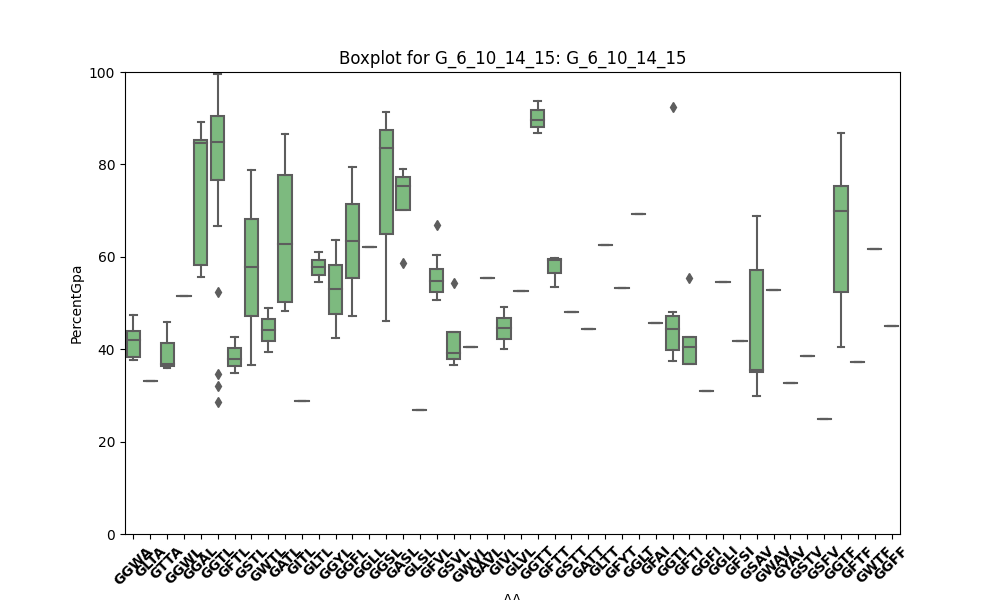 Boxplot for G_6_10_14_15: G_6_10_14_15
PercentGpa
100
80
60
40
20
0
GGWA
GLTA
GTTA
GGWL
GGAL
GGTL
GFTL
GSTL
GWTL
GATL
GITL
GLTL
GGYL
GGFL
GGLL
GGSL
GASL
GLSL
GFVL
GSVL
GWVL
GAVL
GIVL
GLVL
GGTT
GFTT
GSTT
GATT
GLTT
GFYT
GGLT
GFAI
GGTI
GFTI
GGFI
GGLI
GFSI
GSAV
GWAV
GYAV
GSTV
GSFV
GGTF
GFTF
GWTF
GGFF